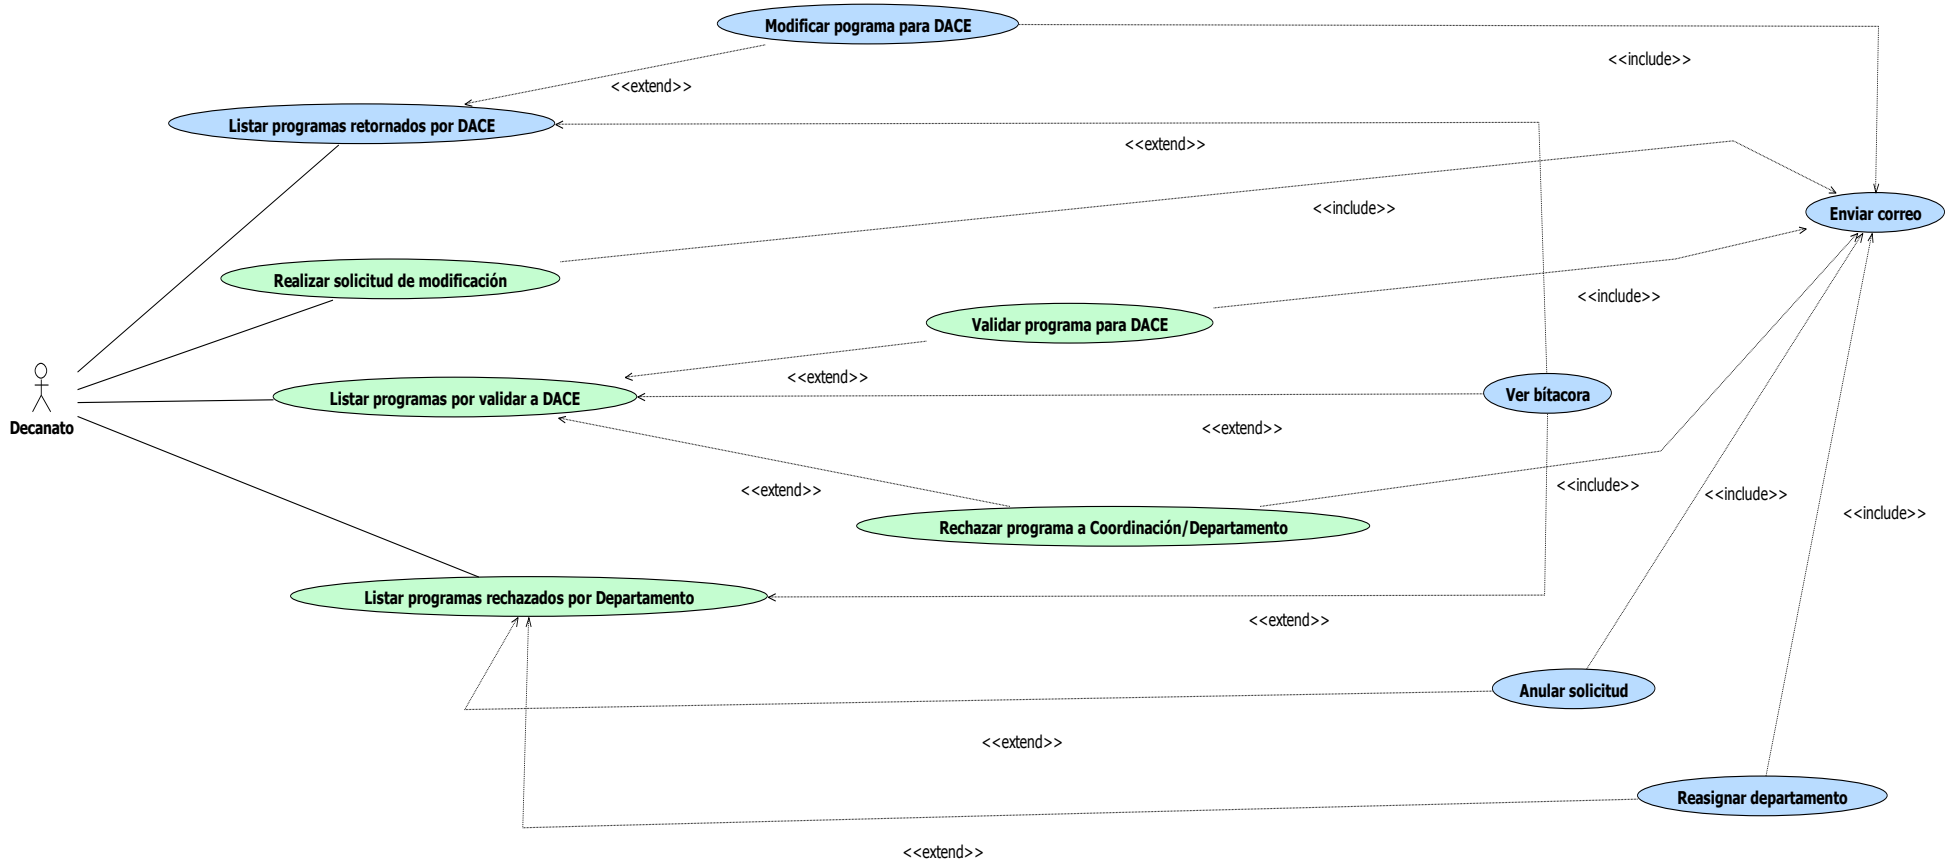 Modificar pograma para DACE
<<include>>
<<extend>>
Listar programas retornados por DACE
<<extend>>
<<include>>
Enviar correo
Realizar solicitud de modificación
<<include>>
Validar programa para DACE
<<extend>>
Listar programas por validar a DACE
Ver bítacora
Decanato
<<extend>>
<<extend>>
<<include>>
<<include>>
<<include>>
Rechazar programa a Coordinación/Departamento
Listar programas rechazados por Departamento
<<extend>>
Anular solicitud
<<extend>>
Reasignar departamento
<<extend>>